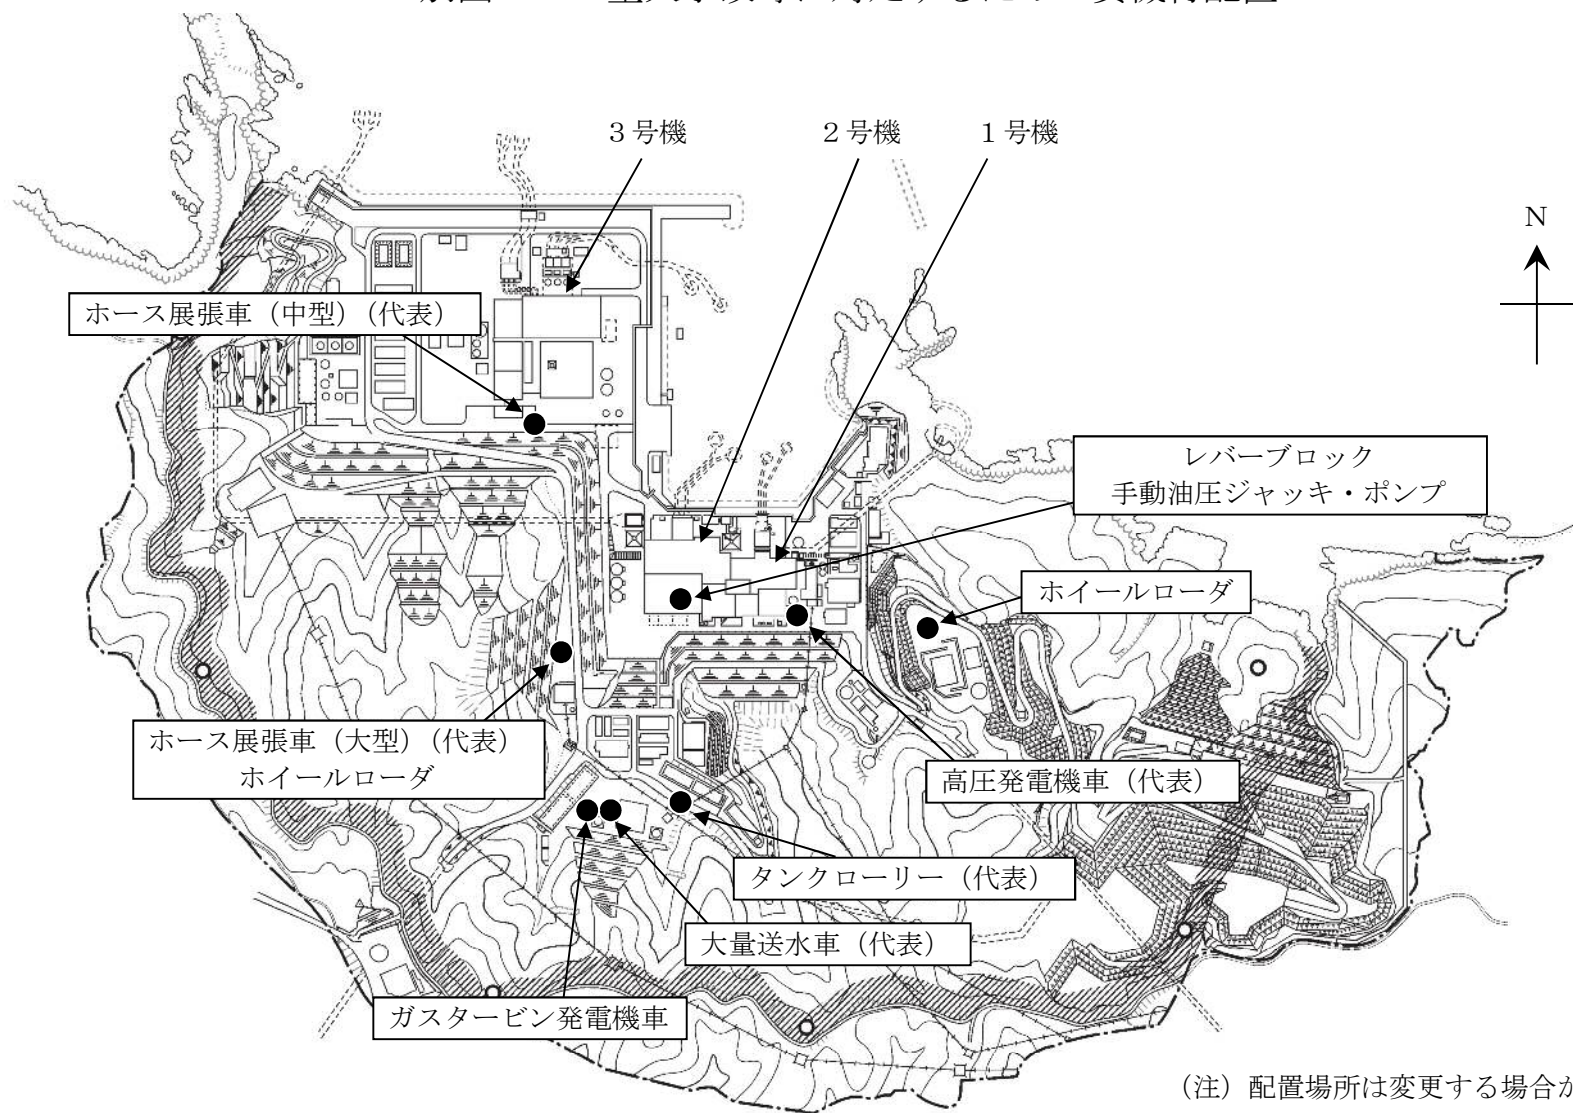 ３号機
２号機
１号機
N
ホース展張車（中型）（代表）
レバーブロック
手動油圧ジャッキ・ポンプ
ホイールローダ
ホース展張車（大型）（代表）
ホイールローダ
高圧発電機車（代表）
タンクローリー（代表）
大量送水車（代表）
ガスタービン発電機車
（注）配置場所は変更する場合が